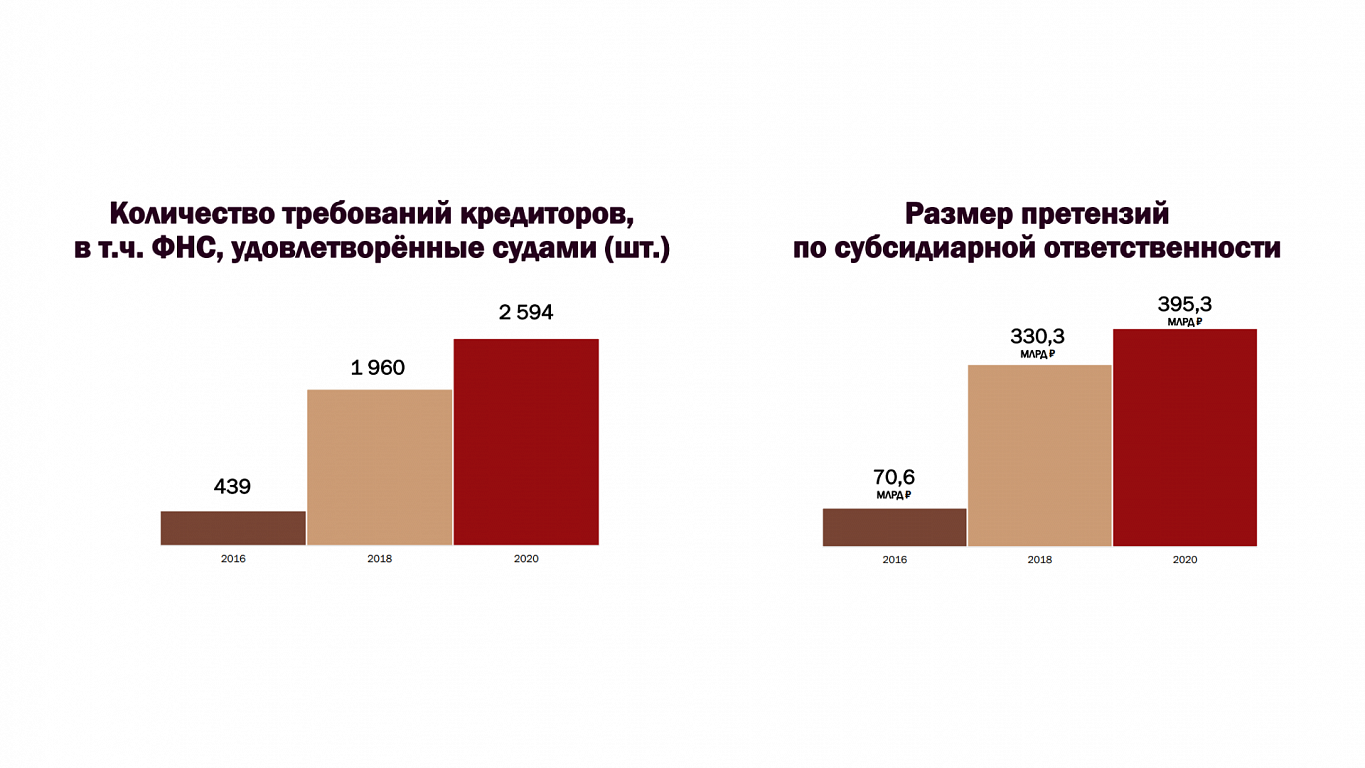 Количество требований кредиторов,
в т.ч. ФНС, удовлетворённые судами (шт.)
2 594
1 960
439
2016
2018
2020
Размер претензий
по субсидиарной ответственности
395,3
МЛРД ₽
330,3
МЛРД ₽
70,6
МЛРД ₽
2016
2018
2020